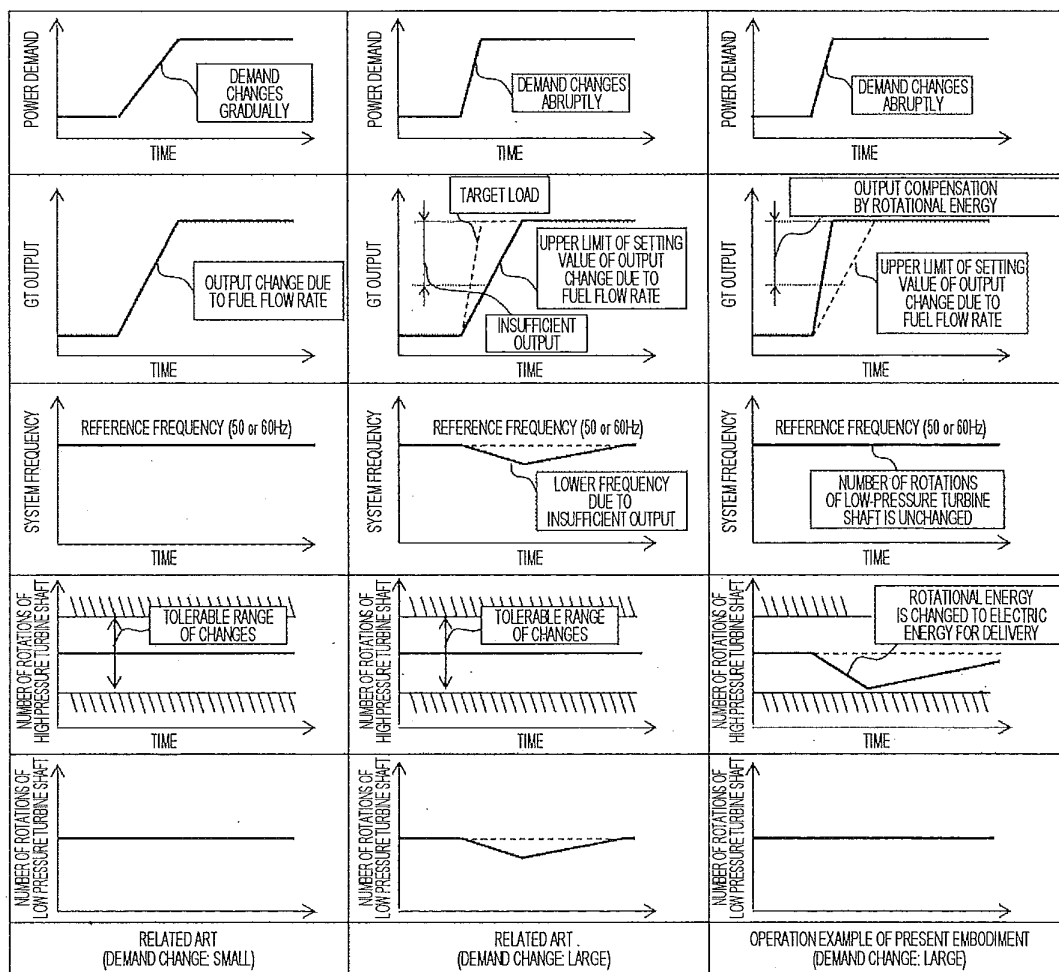 POWER DEMAND
DEMAND
CHANGES
GRADUALLY
TIME
POWER DEMAND
DEMAND CHANGES
ABRUPTLY
TIME
POWER DEMAND
DEMAND CHANGES
ABRUPTLY
TIME
GT OUTPUT
OUTPUT CHANGE DUE
TO FUEL FLOW RATE
TIME
GT OUTPUT
TARGET LOAD
UPPER LIMIT OF SETTING
VALUE OF OUTPUT
CHANGE DUE TO
FUEL FLOW RATE
INSUFFICIENT
OUTPUT
TIME
GT OUTPUT
OUTPUT COMPENSATION
BY ROTATIONAL ENERGY
UPPER LIMIT OF SETTING
VALUE OF OUTPUT
CHANGE DUE TO
FUEL FLOW RATE
TIME
SYSTEM FREQUENCY
REFERENCE FREQUENCY (50 or 60Hz)
TIME
SYSTEM FREQUENCY
REFERENCE FREQUENCY (50 or 60Hz)
LOWER FREQUENCY
DUE TO
INSUFFICIENT OUTPUT
TIME
SYSTEM FREQUENCY
REFERENCE FREQUENCY (50 or 60Hz)
NUMBER OF ROTATIONS
OF LOW-PRESSURE TURBINE
SHAFT IS UNCHANGED
TIME
NUMBER OF ROTATIONS OF
HIGH PRESSURE TURBINE SHAFT
TOLERABLE RANGE
OF CHANGES
TIME
NUMBER OF ROTATIONS OF
HIGH PRESSURE TURBINE SHAFT
TOLERABLE RANGE
OF CHANGES
TIME
NUMBER OF ROTATIONS OF
HIGH PRESSURE TURBINE SHAFT
ROTATIONAL ENERGY
IS CHANGED TO ELECTRIC
ENERGY FOR DELIVERY
TIME
NUMBER OF ROTATIONS OF
LOW PRESSURE TURBINE SHAFT
TIME
NUMBER OF ROTATIONS OF
LOW PRESSURE TURBINE SHAFT
TIME
NUMBER OF ROTATIONS OF
LOW PRESSURE TURBINE SHAFT
TIME
RELATED ART
(DEMAND CHANGE: SMALL)
RELATED ART
(DEMAND CHANGE: LARGE)
OPERATION EXAMPLE OF PRESENT EMBODIMENT
(DEMAND CHANGE: LARGE)